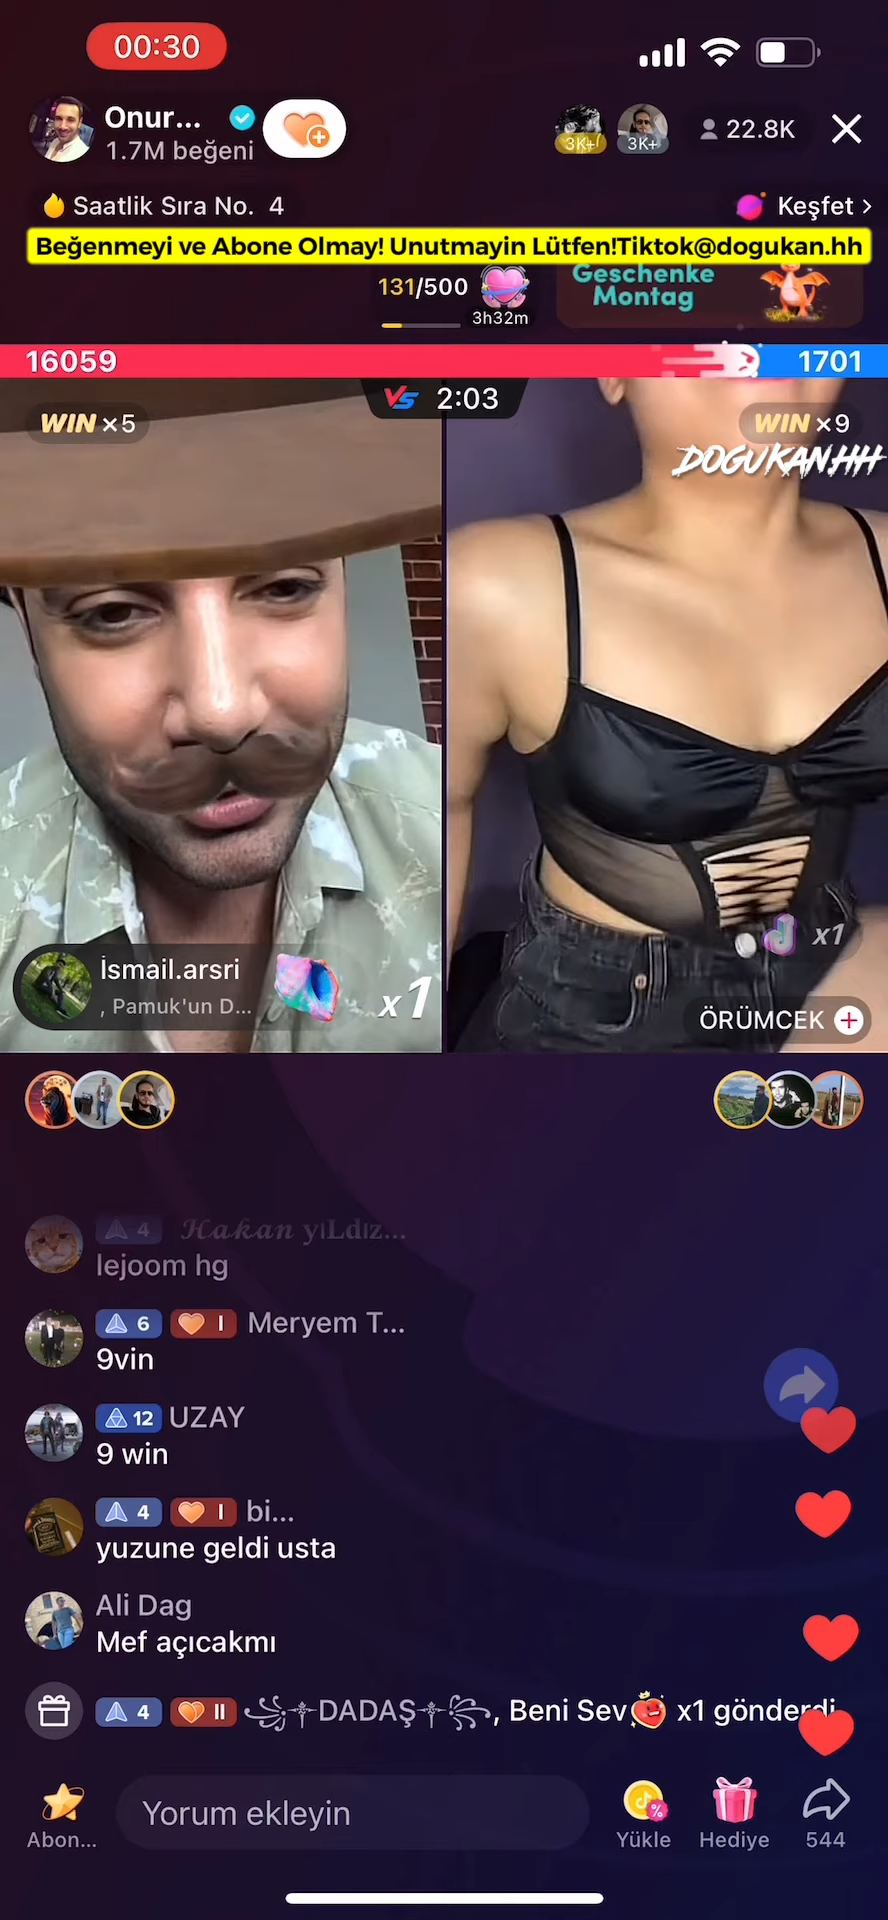 00:30
Onur...
1.7M beğeni
3K+
3K+
22.8K
Saatlik Sıra No. 4
Keşfet
Beğenmeyi ve Abone Olmay! Unutmayin Lütfen!Tiktok@dogukan.hh
131/500
3h32m
Geschenke
Montag
16059
1701
VS 2:03
WIN x5
WIN x9
DOGUKAN.HH
İsmail.arsri
, Pamuk'un D...
x1
x1
ÖRÜMCEK
4 Hakan yıLdız...
lejoom hg
6 I Meryem T...
9vin
12 UZAY
9 win
4 I bi...
yuzune geldi usta
Ali Dag
Mef açıcakmı
4 II ꧁༒DADAŞ༒꧂, Beni Sev x1 gönderdi
Abon...
Yorum ekleyin
Yükle
Hediye
544